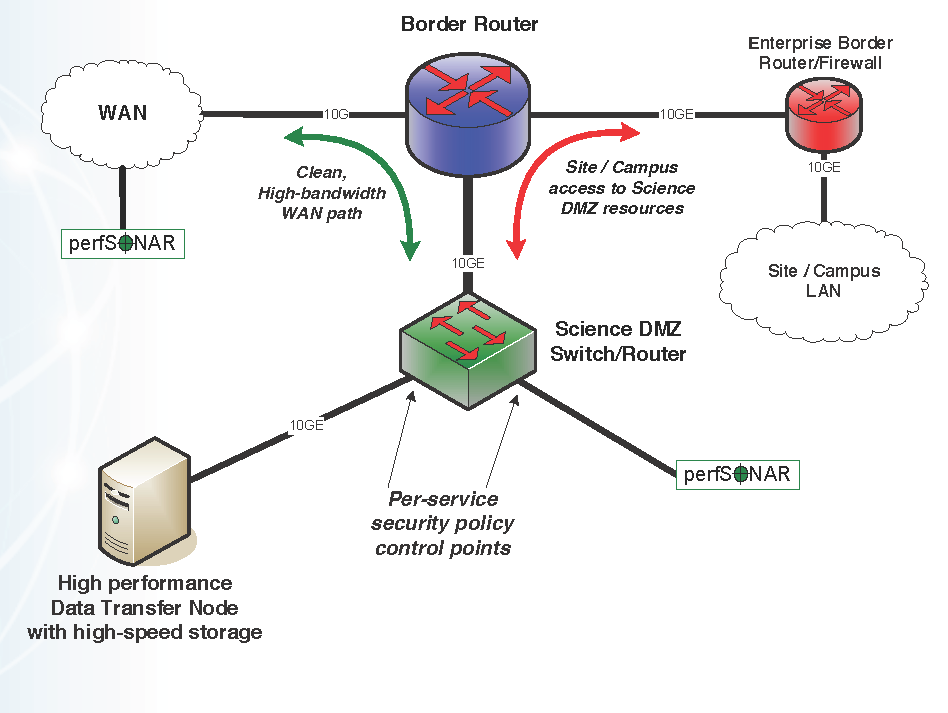 Border Router
Enterprise Border
Router/Firewall
WAN
10G
10GE
10GE
Clean,
High-bandwidth
WAN path
Site / Campus
access to Science
DMZ resources
perfSONAR
10GE
Site / Campus
LAN
Science DMZ
Switch/Router
10GE
perfSONAR
Per-service
security policy
control points
High performance
Data Transfer Node
with high-speed storage